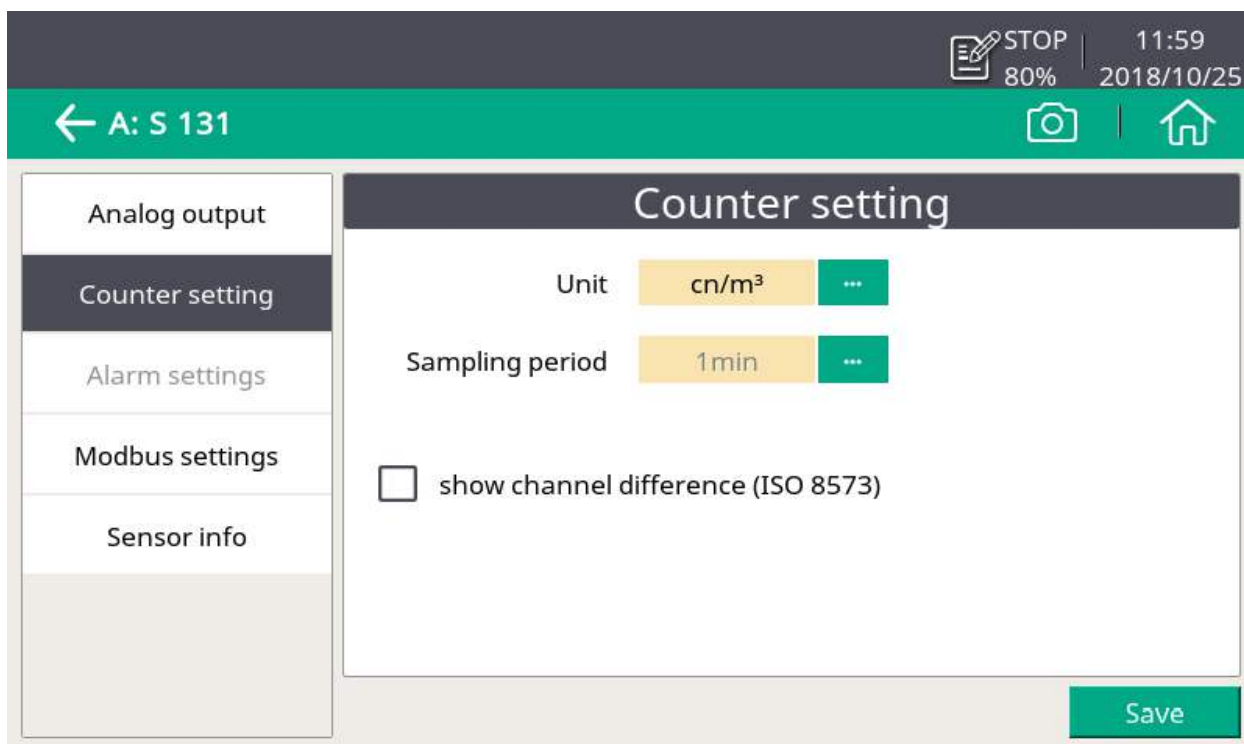 STOP 11:59
80% 2018/10/25
A: S 131
Analog output
Counter setting
Alarm settings
Modbus settings
Sensor info
Counter setting
Unit cn/m³ ...
Sampling period 1min ...
show channel difference (ISO 8573)
Save